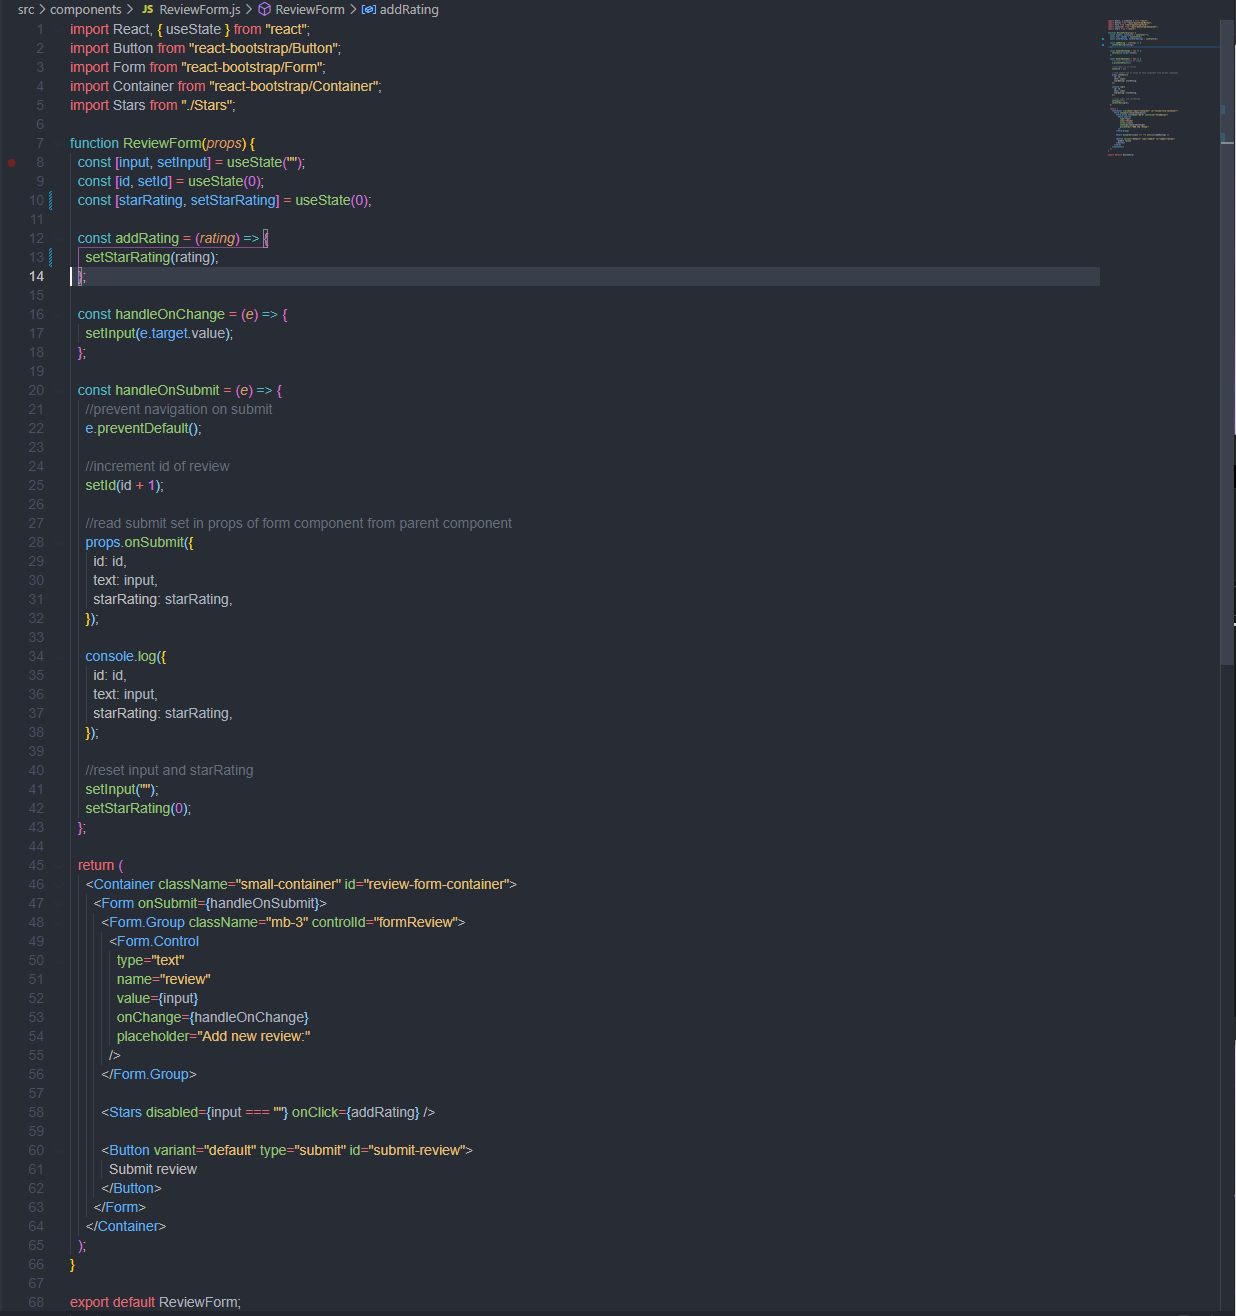 src > components > JS ReviewForm.js > ReviewForm > addRating
1 import React, { useState } from "react";
2 import Button from "react-bootstrap/Button";
3 import Form from "react-bootstrap/Form";
4 import Container from "react-bootstrap/Container";
5 import Stars from "./Stars";
6
7 function ReviewForm(props) {
8 const [input, setInput] = useState("");
9 const [id, setId] = useState(0);
10 const [starRating, setStarRating] = useState(0);
11
12 const addRating = (rating) => {
13 setStarRating(rating);
14 };
15
16 const handleOnChange = (e) => {
17 setInput(e.target.value);
18 };
19
20 const handleOnSubmit = (e) => {
21 //prevent navigation on submit
22 e.preventDefault();
23
24 //increment id of review
25 setId(id + 1);
26
27 //read submit set in props of form component from parent component
28 props.onSubmit({
29 id: id,
30 text: input,
31 starRating: starRating,
32 });
33
34 console.log({
35 id: id,
36 text: input,
37 starRating: starRating,
38 });
39
40 //reset input and starRating
41 setInput("");
42 setStarRating(0);
43 };
44
45 return (
46 <Container className="small-container" id="review-form-container">
47 <Form onSubmit={handleOnSubmit}>
48 <Form.Group className="mb-3" controlId="formReview">
49 <Form.Control
50 type="text"
51 name="review"
52 value={input}
53 onChange={handleOnChange}
54 placeholder="Add new review:"
55 />
56 </Form.Group>
57
58 <Stars disabled={input === ""} onClick={addRating} />
59
60 <Button variant="default" type="submit" id="submit-review">
61 Submit review
62 </Button>
63 </Form>
64 </Container>
65 );
66 }
67
68 export default ReviewForm;